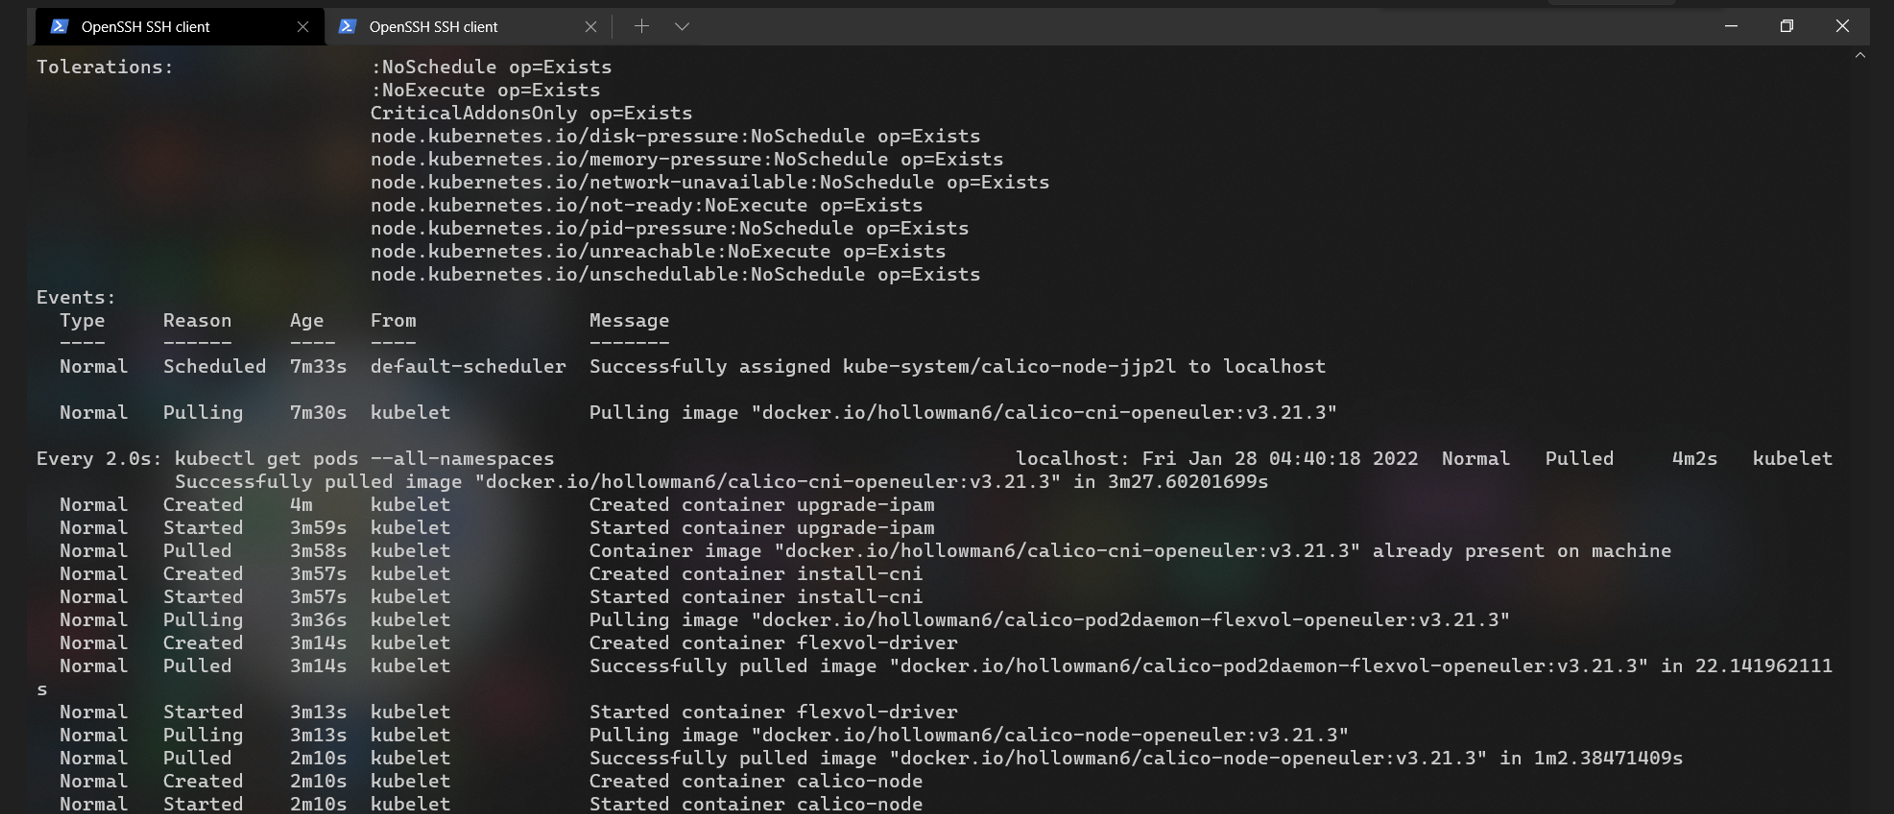 OpenSSH SSH client OpenSSH SSH client
Tolerations: :NoSchedule op=Exists
:NoExecute op=Exists
CriticalAddonsOnly op=Exists
node.kubernetes.io/disk-pressure:NoSchedule op=Exists
node.kubernetes.io/memory-pressure:NoSchedule op=Exists
node.kubernetes.io/network-unavailable:NoSchedule op=Exists
node.kubernetes.io/not-ready:NoExecute op=Exists
node.kubernetes.io/pid-pressure:NoSchedule op=Exists
node.kubernetes.io/unreachable:NoExecute op=Exists
node.kubernetes.io/unschedulable:NoSchedule op=Exists
Events:
Type Reason Age From Message
---- ------ ---- ---- -------
Normal Scheduled 7m33s default-scheduler Successfully assigned kube-system/calico-node-jjp2l to localhost
Normal Pulling 7m30s kubelet Pulling image "docker.io/hollowman6/calico-cni-openeuler:v3.21.3"
Every 2.0s: kubectl get pods --all-namespaces localhost: Fri Jan 28 04:40:18 2022 Normal Pulled 4m2s kubelet
Successfully pulled image "docker.io/hollowman6/calico-cni-openeuler:v3.21.3" in 3m27.60201699s
Normal Created 4m kubelet Created container upgrade-ipam
Normal Started 3m59s kubelet Started container upgrade-ipam
Normal Pulled 3m58s kubelet Container image "docker.io/hollowman6/calico-cni-openeuler:v3.21.3" already present on machine
Normal Created 3m57s kubelet Created container install-cni
Normal Started 3m57s kubelet Started container install-cni
Normal Pulling 3m36s kubelet Pulling image "docker.io/hollowman6/calico-pod2daemon-flexvol-openeuler:v3.21.3"
Normal Created 3m14s kubelet Created container flexvol-driver
Normal Pulled 3m14s kubelet Successfully pulled image "docker.io/hollowman6/calico-pod2daemon-flexvol-openeuler:v3.21.3" in 22.141962111
s
Normal Started 3m13s kubelet Started container flexvol-driver
Normal Pulling 3m13s kubelet Pulling image "docker.io/hollowman6/calico-node-openeuler:v3.21.3"
Normal Pulled 2m10s kubelet Successfully pulled image "docker.io/hollowman6/calico-node-openeuler:v3.21.3" in 1m2.38471409s
Normal Created 2m10s kubelet Created container calico-node
Normal Started 2m10s kubelet Started container calico-node